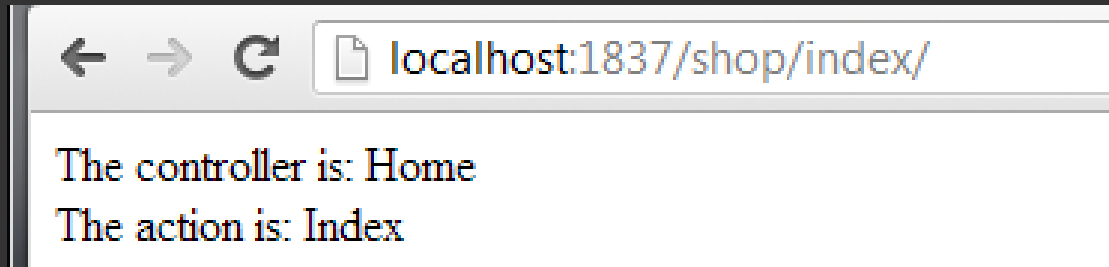 localhost:1837/shop/index/
The controller is: Home
The action is: Index